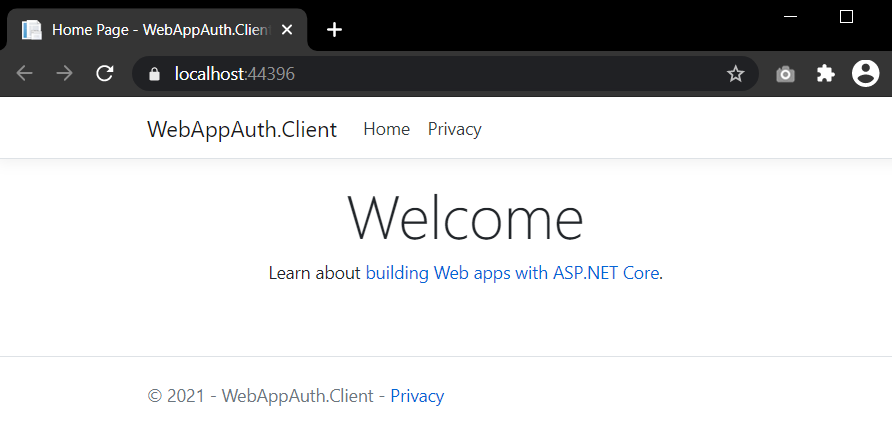 Home Page - WebAppAuth.Client
localhost:44396
WebAppAuth.Client Home Privacy
Welcome
Learn about building Web apps with ASP.NET Core.
© 2021 - WebAppAuth.Client - Privacy